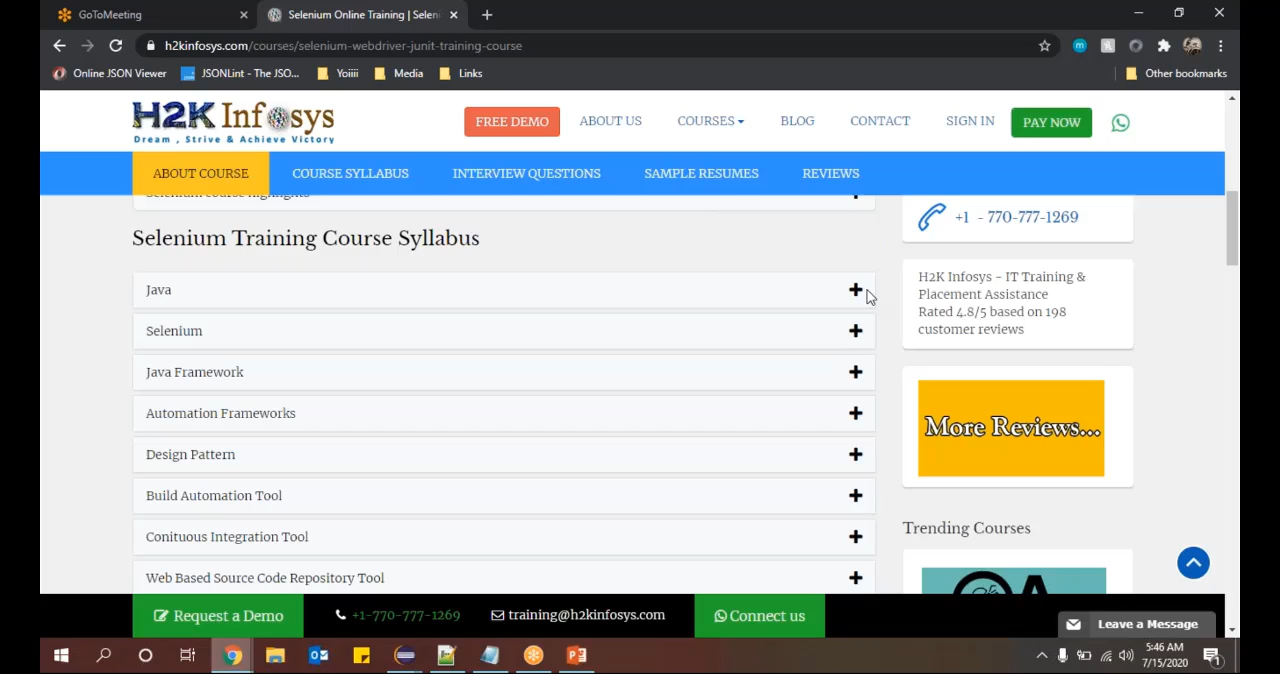 GoToMeeting
Selenium Online Training | Selen
h2kinfosys.com/courses/selenium-webdriver-junit-training-course
Online JSON Viewer
JSONLint - The JSO...
Yoiiii
Media
Links
Other bookmarks
H2K Infosys
Dream , Strive & Achieve Victory
FREE DEMO
ABOUT US
COURSES
BLOG
CONTACT
SIGN IN
PAY NOW
ABOUT COURSE
COURSE SYLLABUS
INTERVIEW QUESTIONS
SAMPLE RESUMES
REVIEWS
Selenium course highlights
+1 - 770-777-1269
Selenium Training Course Syllabus
Java
Selenium
Java Framework
Automation Frameworks
Design Pattern
Build Automation Tool
Conituous Integration Tool
Web Based Source Code Repository Tool
H2K Infosys - IT Training &
Placement Assistance
Rated 4.8/5 based on 198
customer reviews
More Reviews...
Trending Courses
Request a Demo
+1-770-777-1269
training@h2kinfosys.com
Connect us
Leave a Message
5:46 AM
7/15/2020